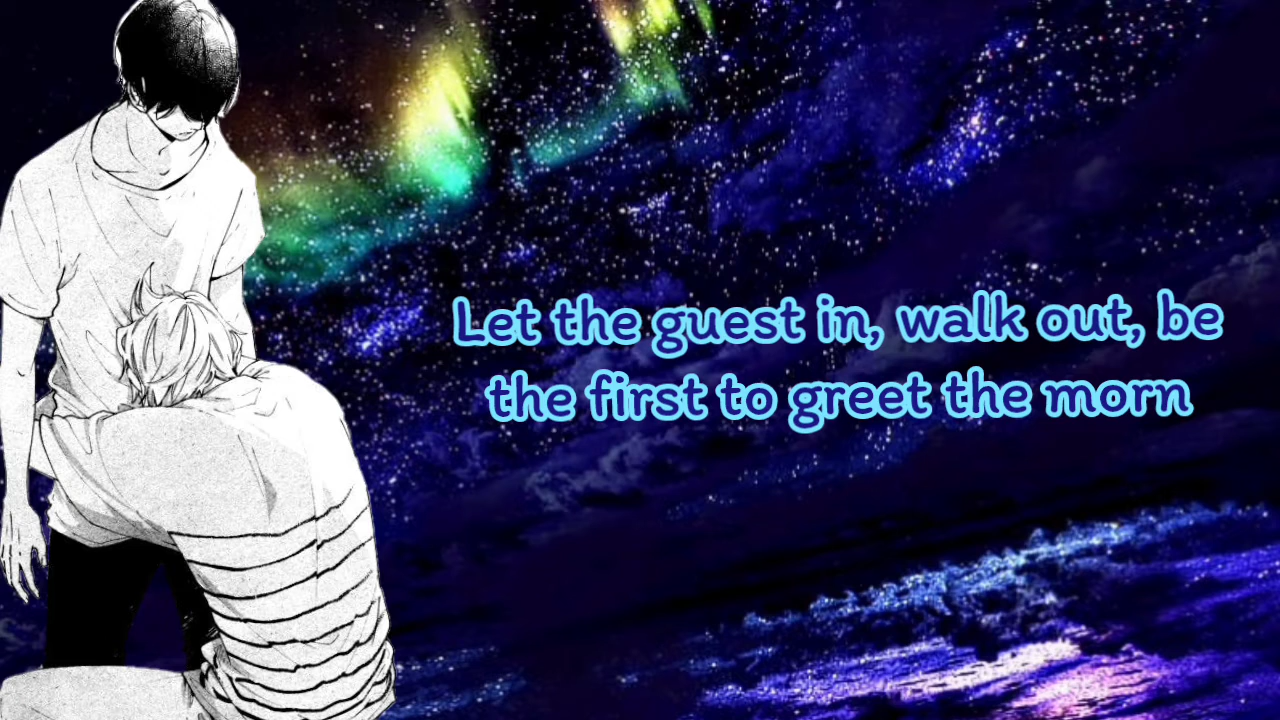 Let the guest in, walk out, be
the first to greet the morn